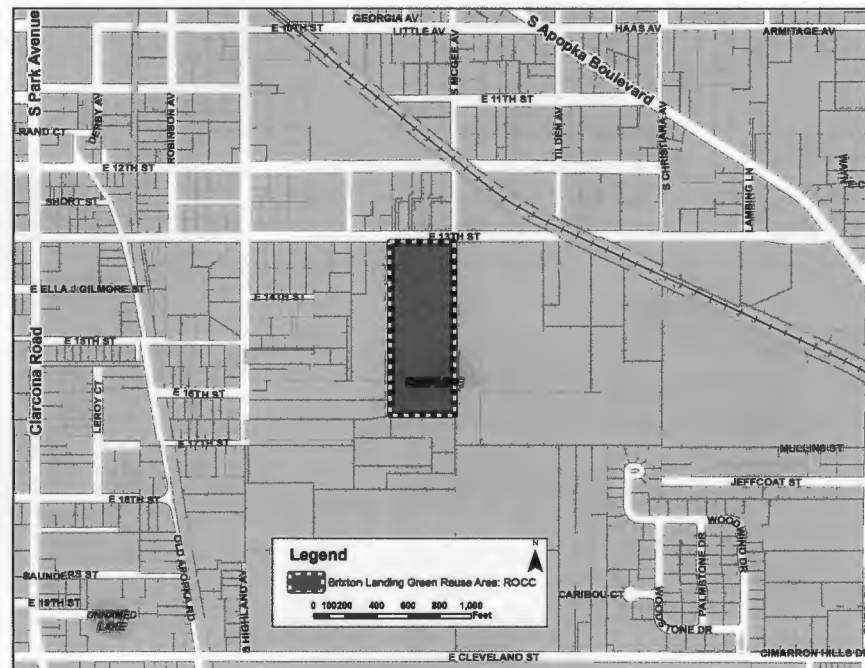 GEORGIA AV
E 10TH ST
LITTLE AV
HAAS AV
ARMITAGE AV
S Park Avenue
S Apopka Boulevard
S MCGEE AV
DERBY AV
ROBINSON AV
E 11TH ST
RAND CT
TILDEM AV
S CHRISTIANA AV
E 12TH ST
LAMBING LN
SHORT ST
E 13TH ST
E ELLA J GILMORE ST
E 14TH ST
Clarcona Road
E 15TH ST
E 16TH ST
LEROY CT
E 17TH ST
MULLINS ST
JEFFCOAT ST
E 18TH ST
WOOD
WIND DR
PALMSTONE DR
OLD APOPKA RD
Legend
N
Brixton Landing Green Reuse Area: ROCC
0 100200 400 600 800 1,000
Feet
SAUNDERS ST
CARIBOU CT
WOODS
E 19TH ST
UNNAMED
LAKE
S HIGHLAND AV
TONE DR
E CLEVELAND ST
CIMARRON HILLS D